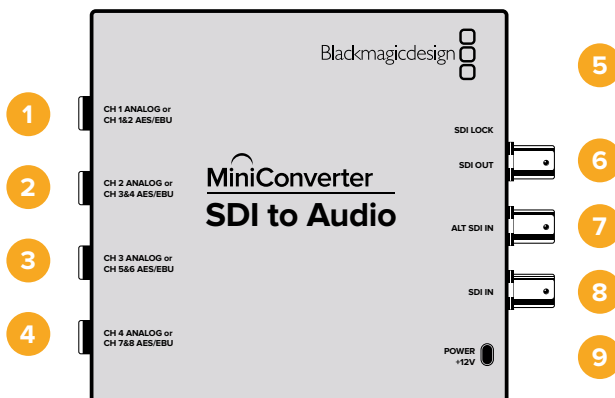 Blackmagicdesign
1
CH 1 ANALOG or
CH 1&2 AES/EBU
2
CH 2 ANALOG or
CH 3&4 AES/EBU
3
CH 3 ANALOG or
CH 5&6 AES/EBU
4
CH 4 ANALOG or
CH 7&8 AES/EBU
MiniConverter
SDI to Audio
5
SDI LOCK
SDI OUT
6
ALT SDI IN
7
SDI IN
8
POWER
+12V
9